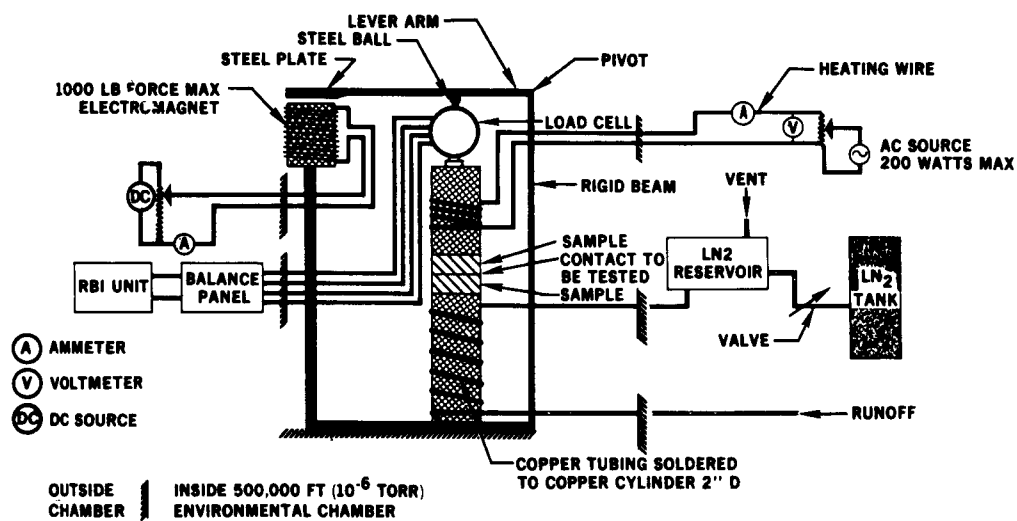 LEVER ARM
STEEL BALL
STEEL PLATE
PIVOT
1000 LB FORCE MAX
ELECTROMAGNET
HEATING WIRE
A
V
LOAD CELL
AC SOURCE
200 WATTS MAX
RIGID BEAM
VENT
DC
A
SAMPLE
CONTACT TO
BE TESTED
SAMPLE
LN2
RESERVOIR
LN2
TANK
VALVE
RBI UNIT
BALANCE
PANEL
A AMMETER
V VOLTMETER
DC DC SOURCE
RUNOFF
COPPER TUBING SOLDERED
TO COPPER CYLINDER 2" D
OUTSIDE
CHAMBER
INSIDE 500,000 FT (10-6 TORR)
ENVIRONMENTAL CHAMBER